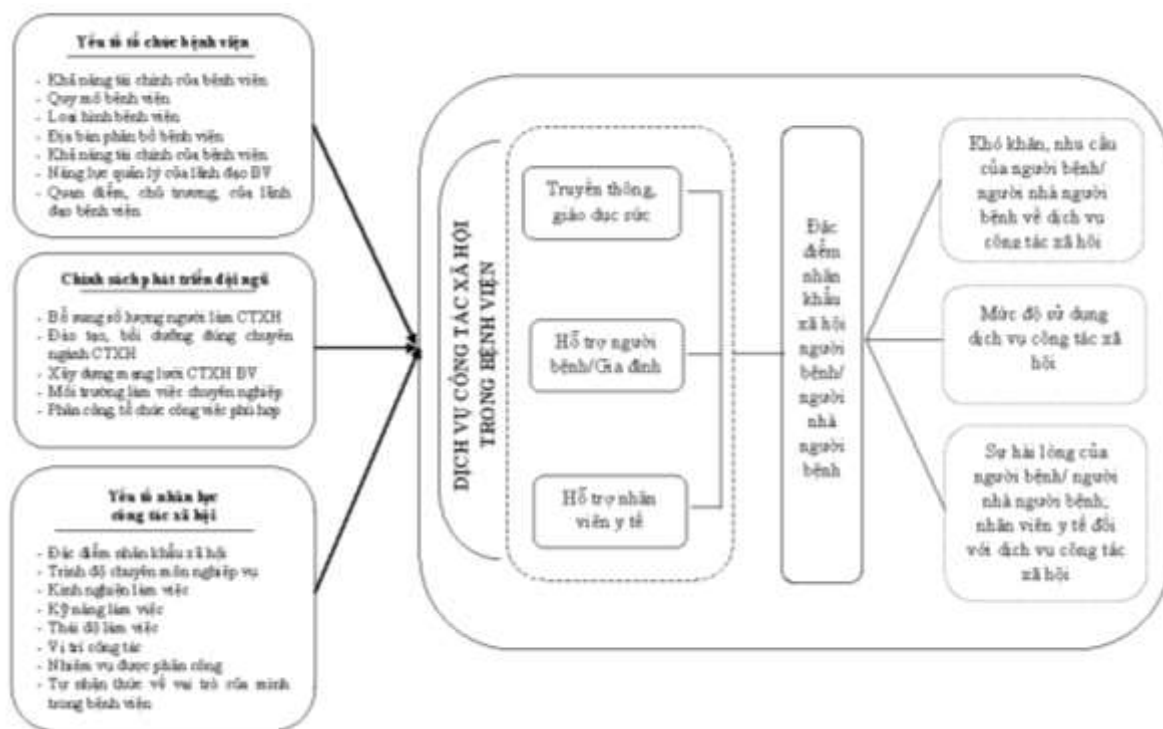 Yếu tố tổ chức bệnh viện
- Khả năng tài chính của bệnh viện
- Quy mô bệnh viện
- Loại hình bệnh viện
- Địa bàn phân bố bệnh viện
- Khả năng tài chính của bệnh viện
- Năng lực quản lý của lãnh đạo BV
- Quan điểm, chủ trương, của lãnh
đạo bệnh viện
Chính sách phát triển đội ngũ
- Bổ sung số lượng người làm CTXH
- Đào tạo, bồi dưỡng đúng chuyên
ngành CTXH
- Xây dựng mạng lưới CTXH BV
- Môi trường làm việc chuyên nghiệp
- Phân công, tổ chức công việc phù hợp
Yếu tố nhân lực
công tác xã hội
- Đặc điểm nhân khẩu xã hội
- Trình độ chuyên môn nghiệp vụ
- Kinh nghiệm làm việc
- Kỹ năng làm việc
- Thái độ làm việc
- Vị trí công tác
- Nhiệm vụ được phân công
- Tự nhận thức về vai trò của mình
trong bệnh viện
DỊCH VỤ CÔNG TÁC XÃ HỘI
TRONG BỆNH VIỆN
Truyền thông,
giáo dục sức
Hỗ trợ người
bệnh/Gia đình
Hỗ trợ nhân
viên y tế
Đặc
điểm
nhân
khẩu
xã hội
người
bệnh/
người
nhà
người
bệnh
Khó khăn, nhu cầu
của người bệnh/
người nhà người
bệnh về dịch vụ
công tác xã hội
Mức độ sử dụng
dịch vụ công tác xã
hội
Sự hài lòng của
người bệnh/ người
nhà người bệnh,
nhân viên y tế đối
với dịch vụ công tác
xã hội